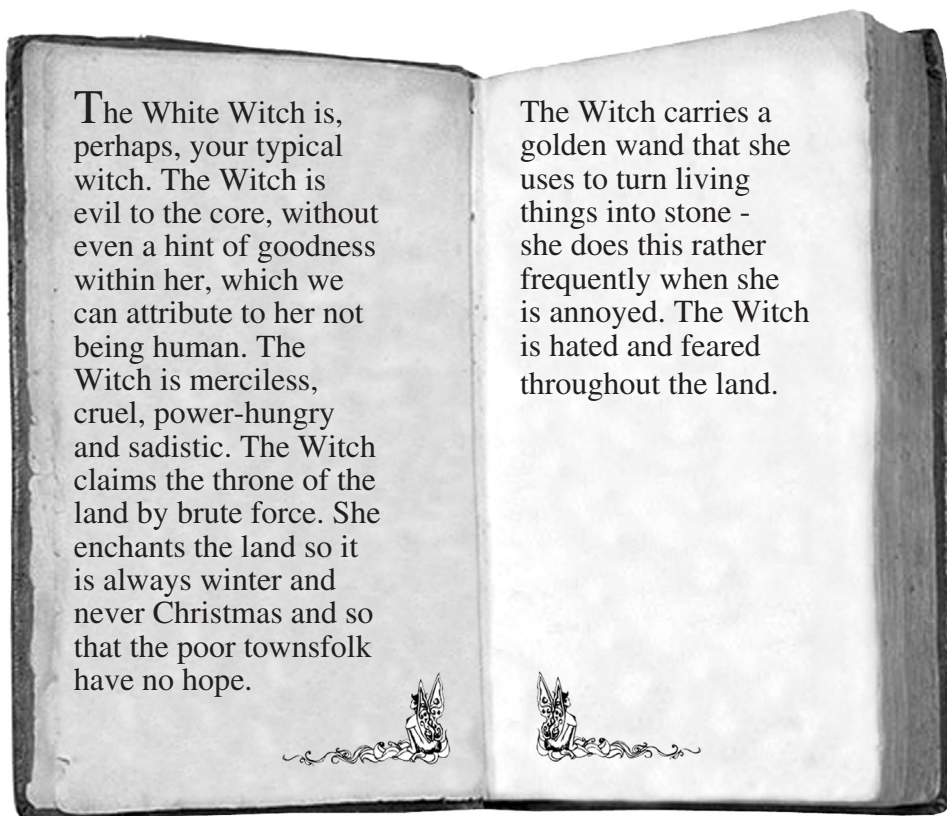 The White Witch is,
perhaps, your typical
witch. The Witch is
evil to the core, without
even a hint of goodness
within her, which we
can attribute to her not
being human. The
Witch is merciless,
cruel, power-hungry
and sadistic. The Witch
claims the throne of the
land by brute force. She
enchants the land so it
is always winter and
never Christmas and so
that the poor townsfolk
have no hope.
The Witch carries a
golden wand that she
uses to turn living
things into stone -
she does this rather
frequently when she
is annoyed. The Witch
is hated and feared
throughout the land.